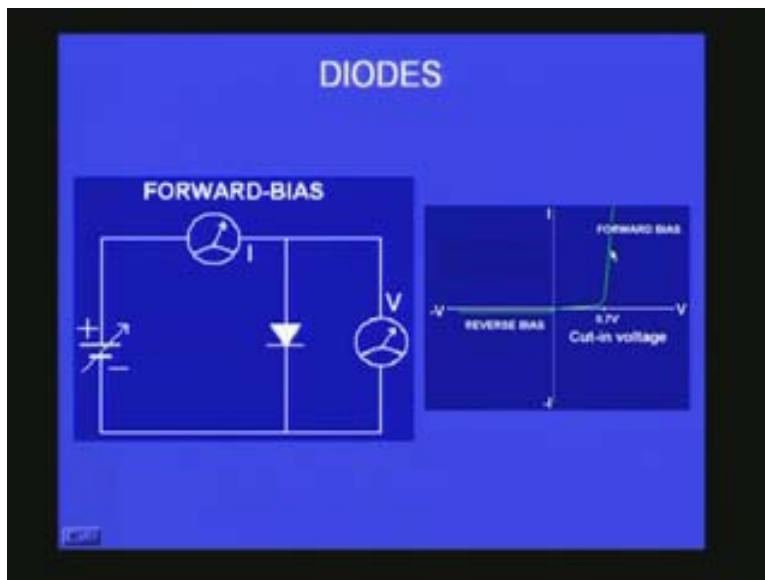 DIODES
FORWARD-BIAS
I
V
+
–
I
FORWARD BIAS
-V
V
REVERSE BIAS
0.7V
Cut-in voltage
-I